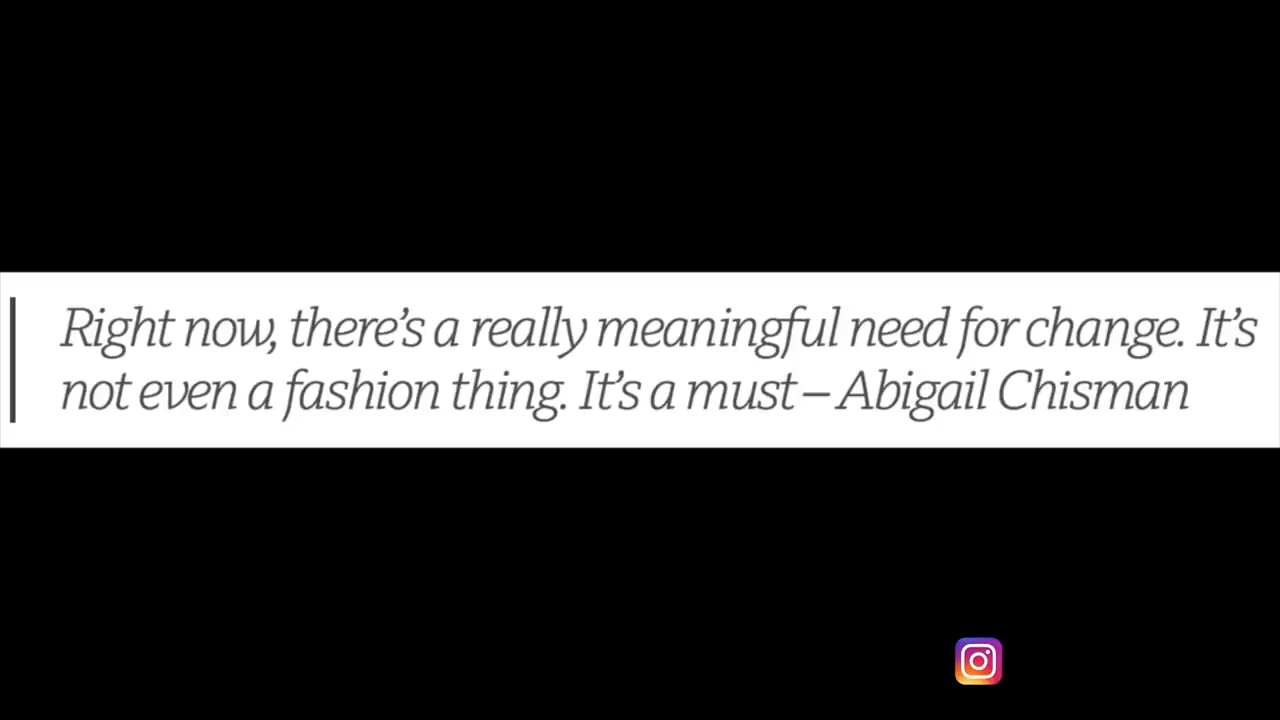 Right now, there’s a really meaningful need for change. It’s
not even a fashion thing. It’s a must – Abigail Chisman